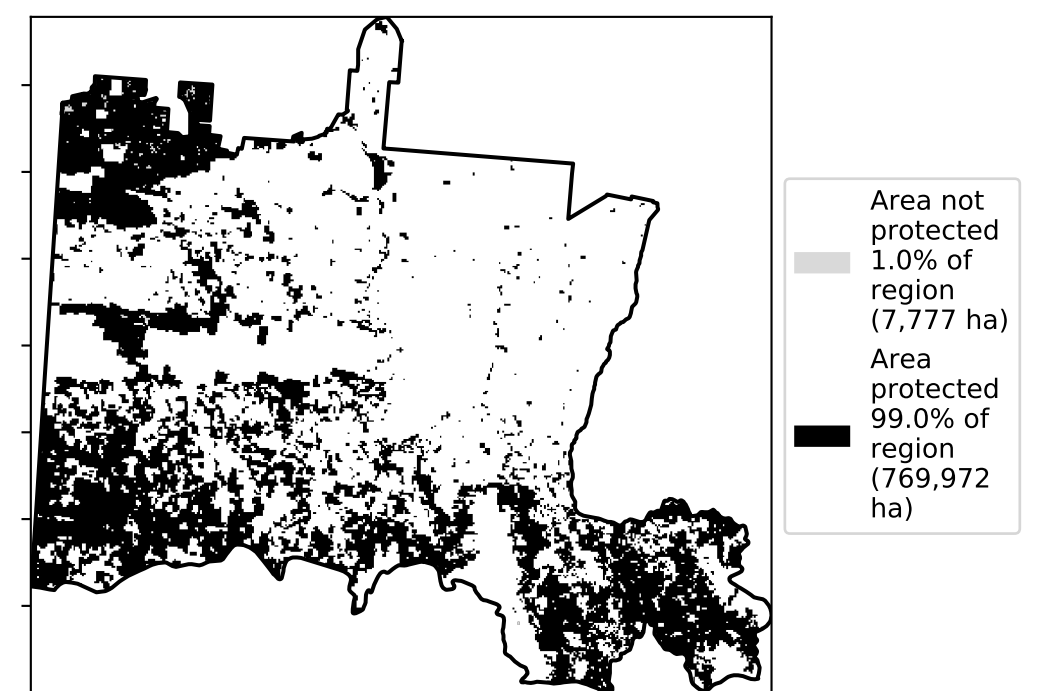 Area not
protected
1.0% of
region
(7,777 ha)
Area
protected
99.0% of
region
(769,972
ha)